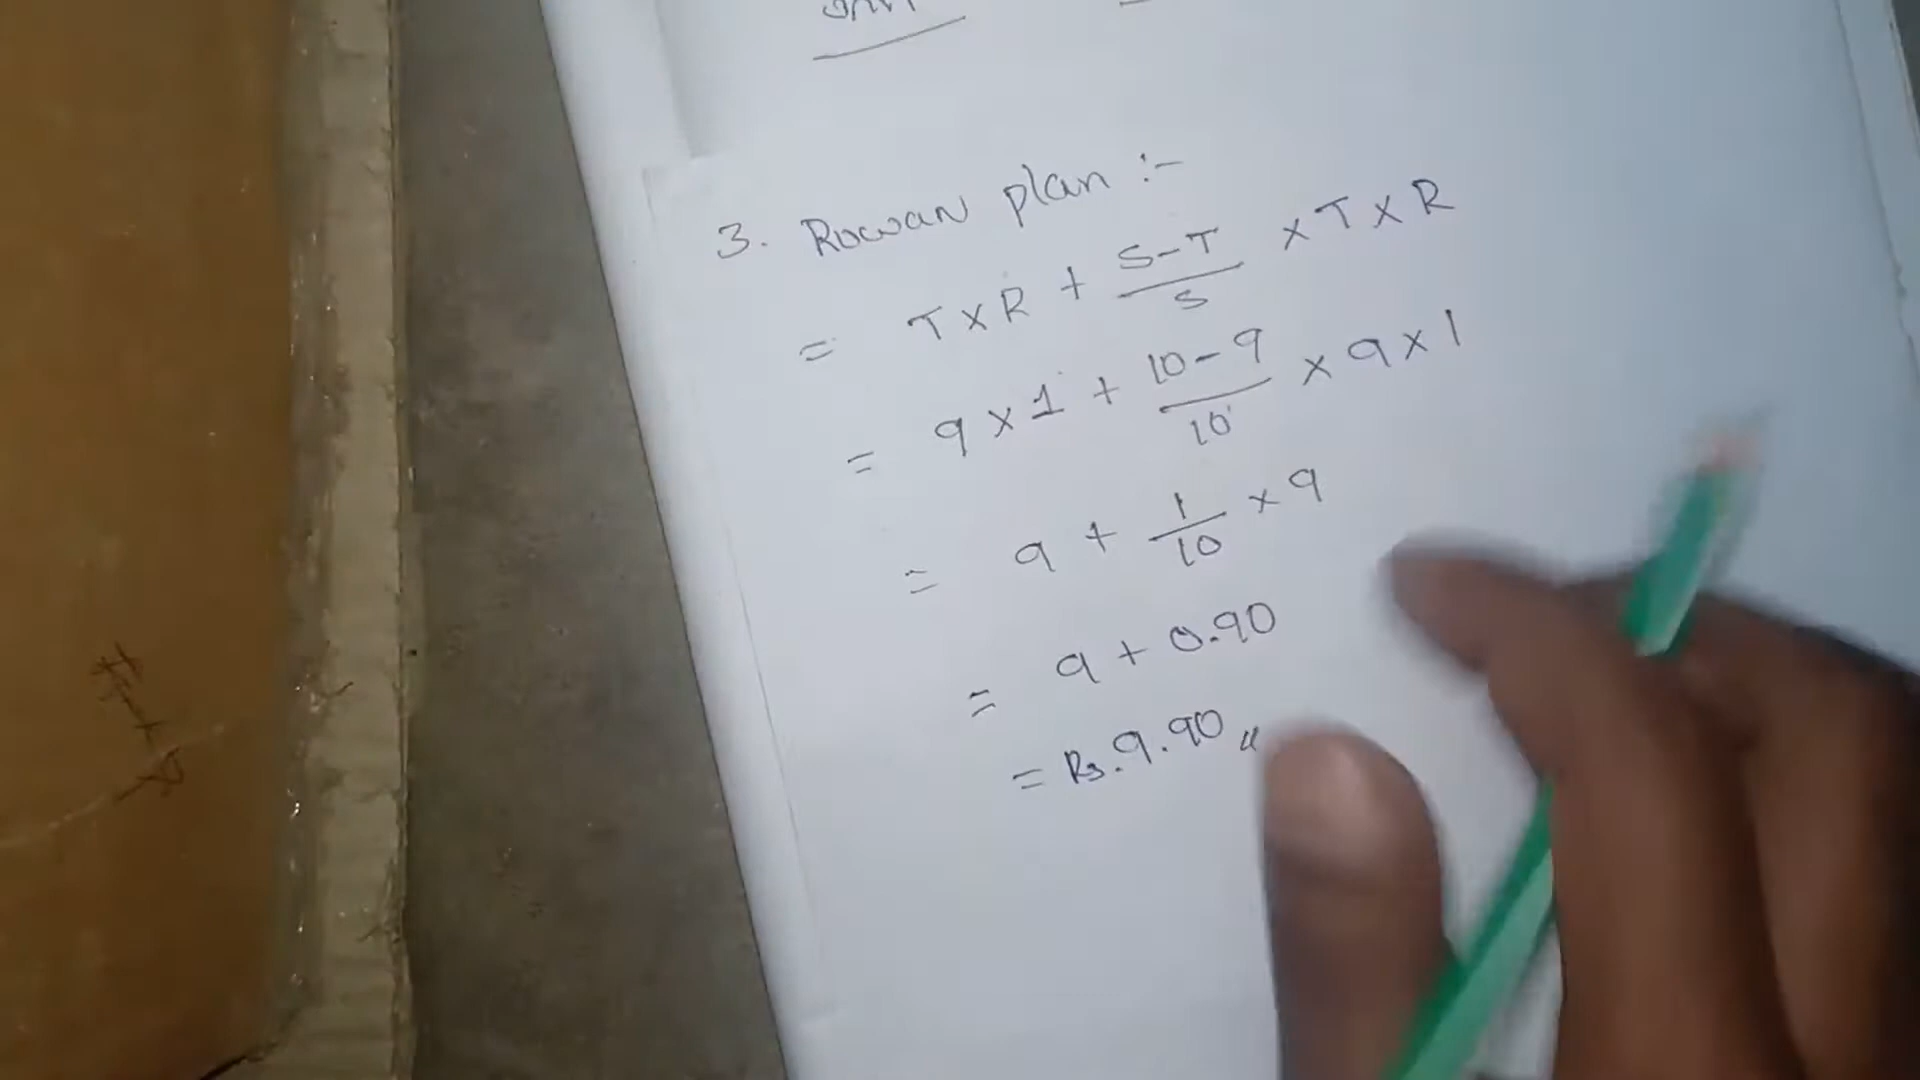 3. Rowan plan :-
= T x R + S-T/S x T x R
= 9 x 1 + 10-9/10 x 9 x 1
= 9 + 1/10 x 9
= 9 + 0.90
= Rs. 9.90 "